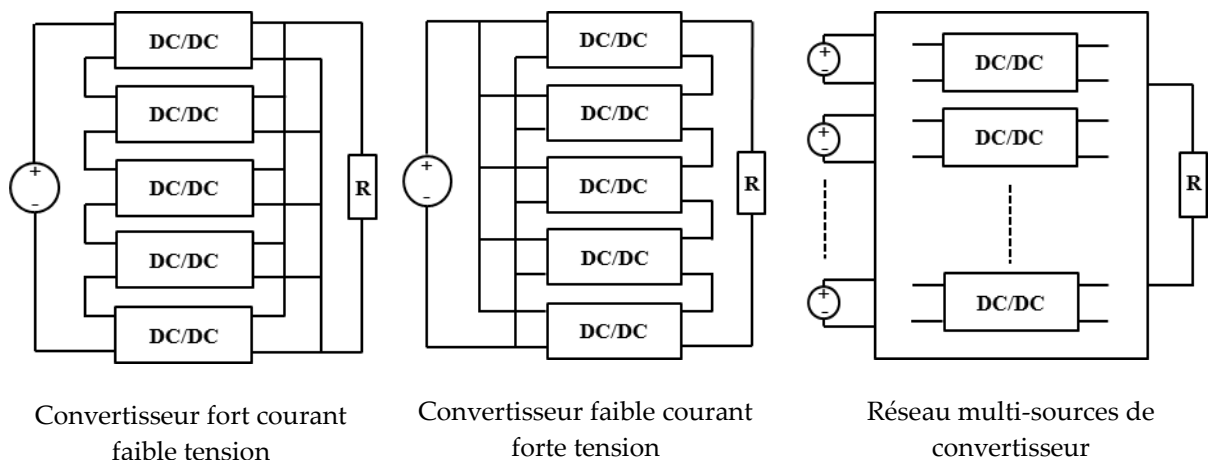 DC/DC
DC/DC
DC/DC
DC/DC
DC/DC
+
-
R
Convertisseur fort courant
faible tension
DC/DC
DC/DC
DC/DC
DC/DC
DC/DC
+
-
R
Convertisseur faible courant
forte tension
+
-
+
-
+
-
DC/DC
DC/DC
DC/DC
R
Réseau multi-sources de
convertisseur